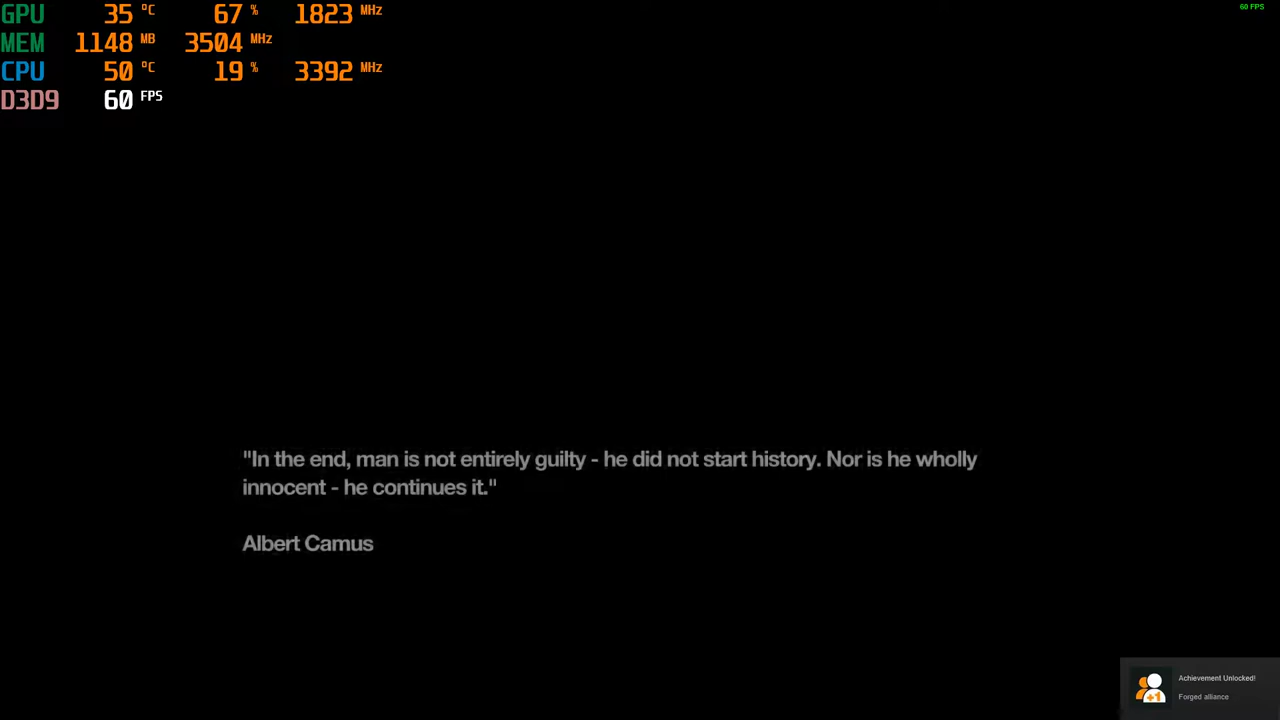 GPU 35 °C 67 % 1823 MHz
60 FPS
MEM 1148 MB 3504 MHz
CPU 50 °C 19 % 3392 MHz
D3D9 60 FPS
"In the end, man is not entirely guilty - he did not start history. Nor is he wholly
innocent - he continues it."
Albert Camus
+1
Achievement Unlocked!
Forged alliance